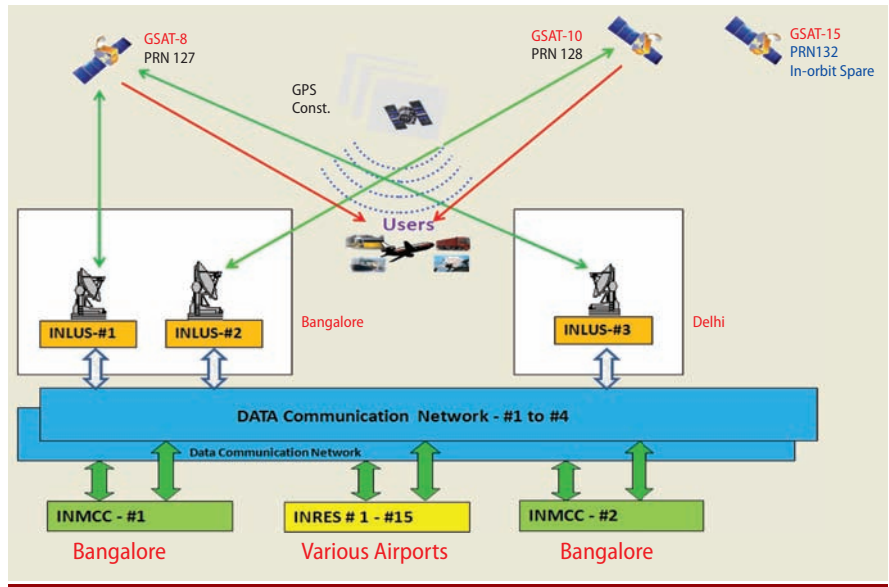 GSAT-8
PRN 127
GSAT-10
PRN 128
GSAT-15
PRN132
In-orbit Spare
GPS
Const.
Users
INLUS-#1
INLUS-#2
Bangalore
INLUS-#3
Delhi
DATA Communication Network - #1 to #4
Data Communication Network
INMCC - #1
INRES # 1 - #15
INMCC - #2
Bangalore
Various Airports
Bangalore